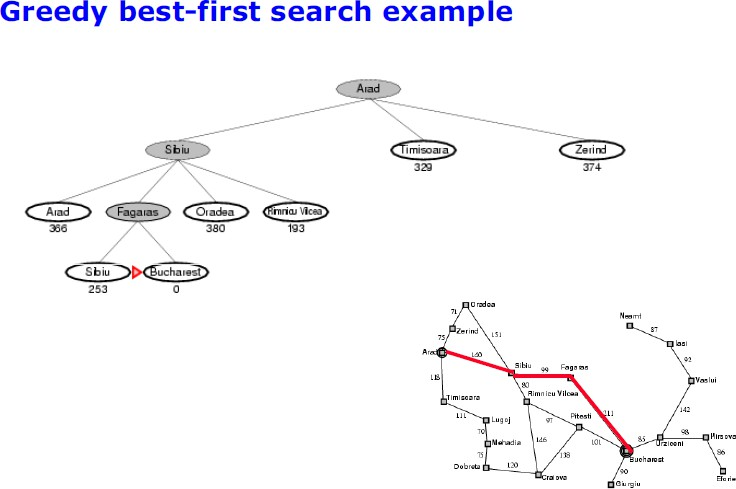 Greedy best-first search example
Arad
Sibiu
Timisoara
329
Zerind
374
Arad
366
Fagaras
Oradea
380
Rimnicu Vilcea
193
Sibiu
253
Bucharest
0
Oradea
71
Neamt
Zerind
87
151
75
Iasi
Arad
92
Sibiu
99
Fagaras
118
80
Vaslui
Timisoara
Rimnicu Vilcea
111
Lugoj
97
Pitesti
211
142
70
98
Hirsova
85
Mehadia
146
101
Urziceni
75
138
86
Bucharest
Dobreta
120
90
Craiova
Eforie
Giurgiu